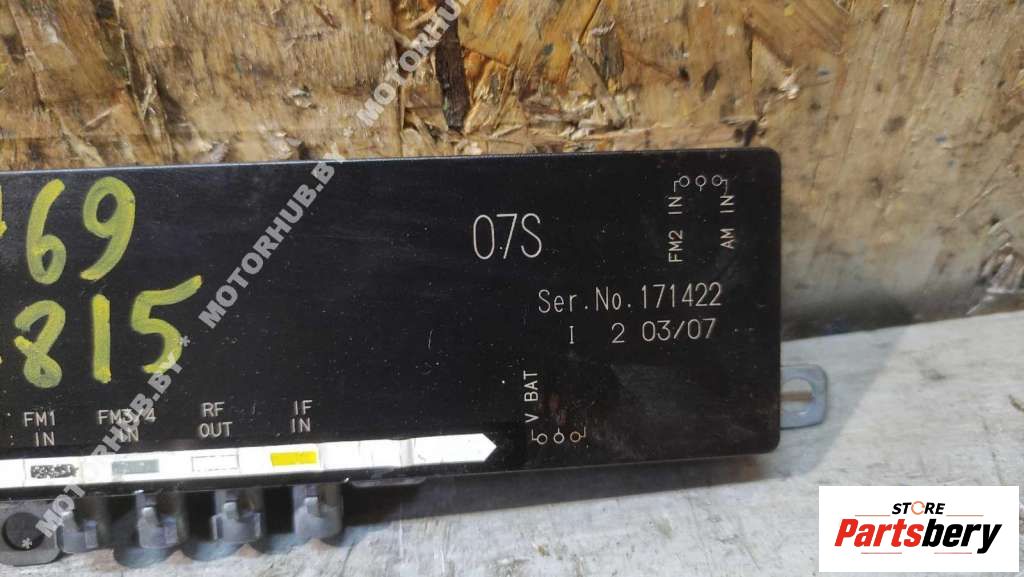 * MOTORHUB.BY * MOTORHUB.BY * MOTORHUB
69
815
07S
FM2 IN
AM IN
Ser.No.171422
I 2 03/07
V BAT
FM1 IN
FM3/4 IN
RF OUT
IF IN
STORE
Partsbery